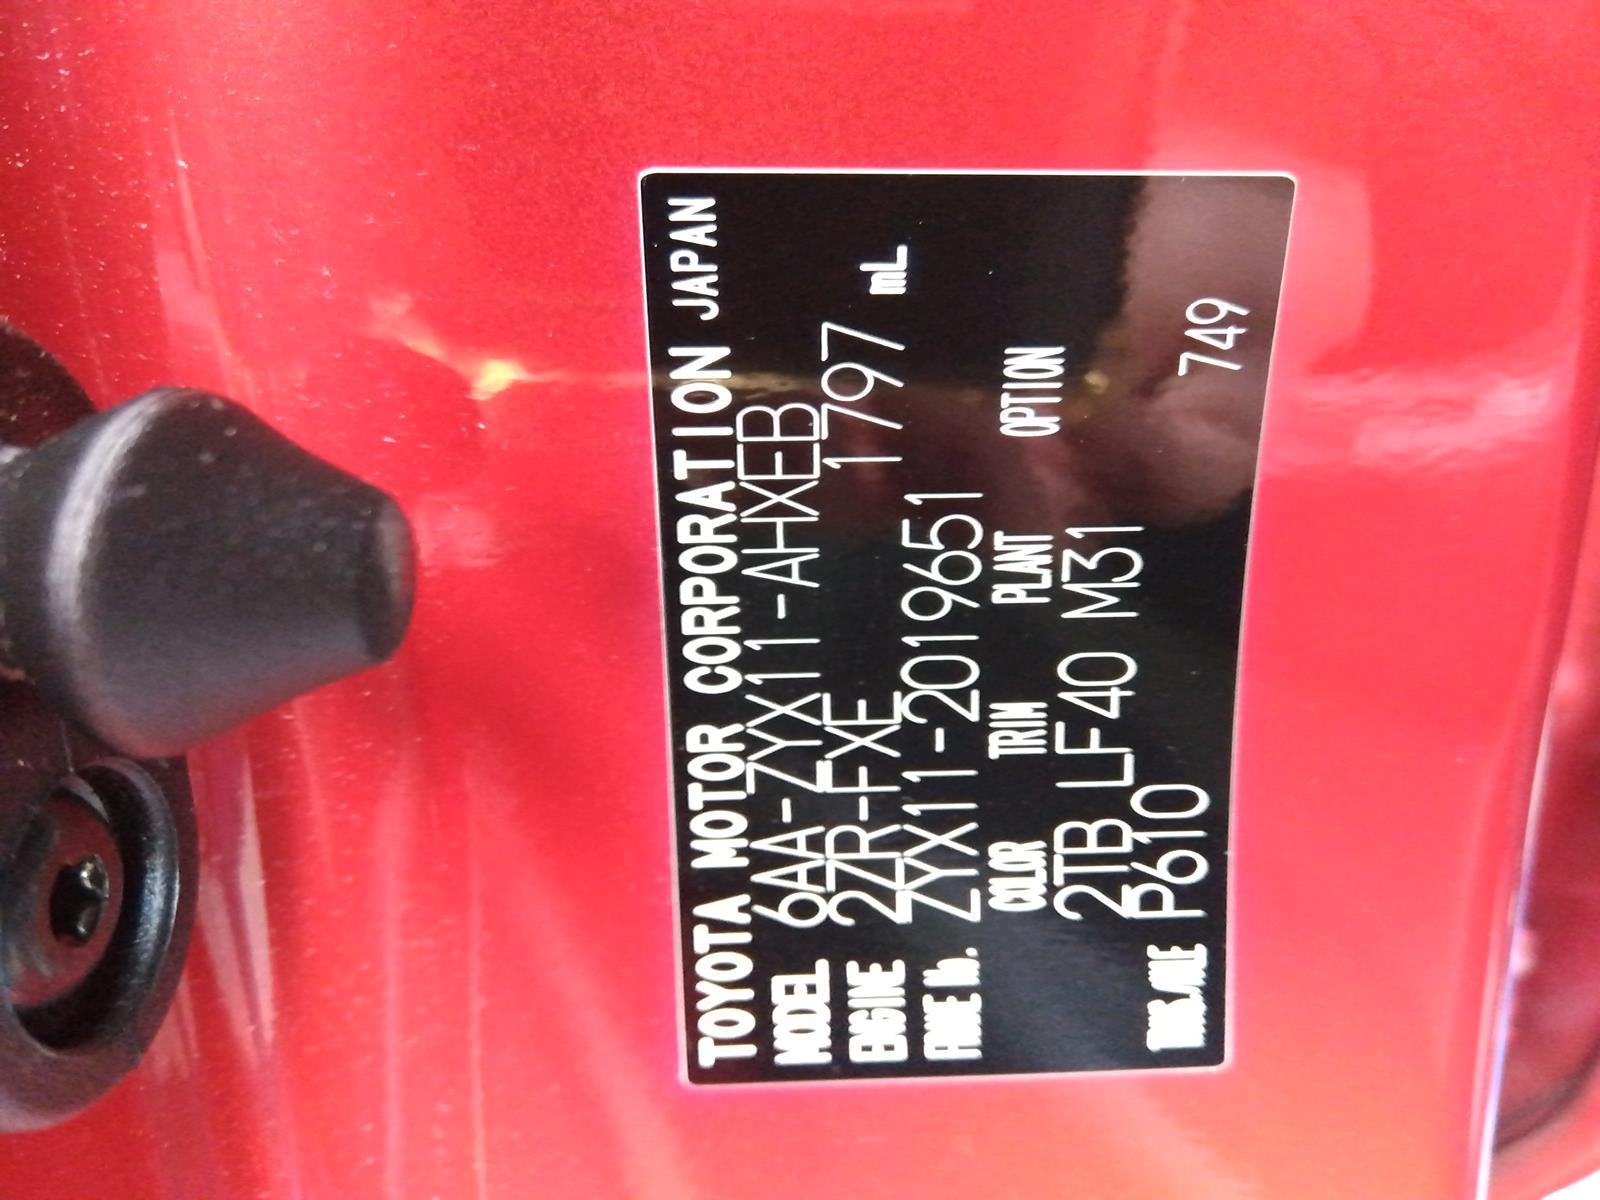 TOYOTA MOTOR CORPORATION JAPAN
MODEL 6AA-ZYX11-AHXEB
ENGINE 2ZR-FXE 1797 mL
FRAME No. ZYX11-2019651
COLOR TRIM PLANT OPTION
2TB LF40 M31
TRANS./AXLE P610
749